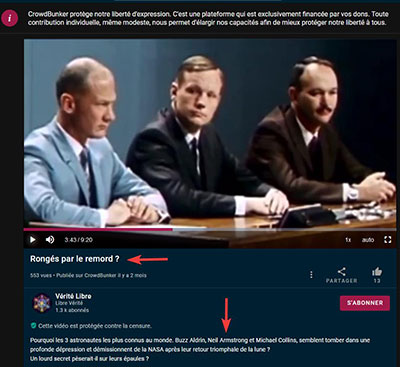 CrowdBunker protège notre liberté d'expression. C'est une plateforme qui est exclusivement financée par vos dons. Toute
contribution individuelle, même modeste, nous permet d'élargir nos capacités afin de mieux protéger notre liberté à tous.
3:43/9:20
1x
auto
Rongés par le remord ?
553 vues • Publiée sur CrowdBunker il y a 2 mois
PARTAGER
13
Vérité Libre
Libre Vérité
1.3 k abonnés
S'ABONNER
Cette vidéo est protégée contre la censure.
Pourquoi les 3 astronautes les plus connus au monde. Buzz Aldrin, Neil Armstrong et Michael Collins, semblent tomber dans une
profonde dépression et démissionnent de la NASA après leur retour triomphale de la lune ?
Un lourd secret pèserait-il sur leurs épaules ?